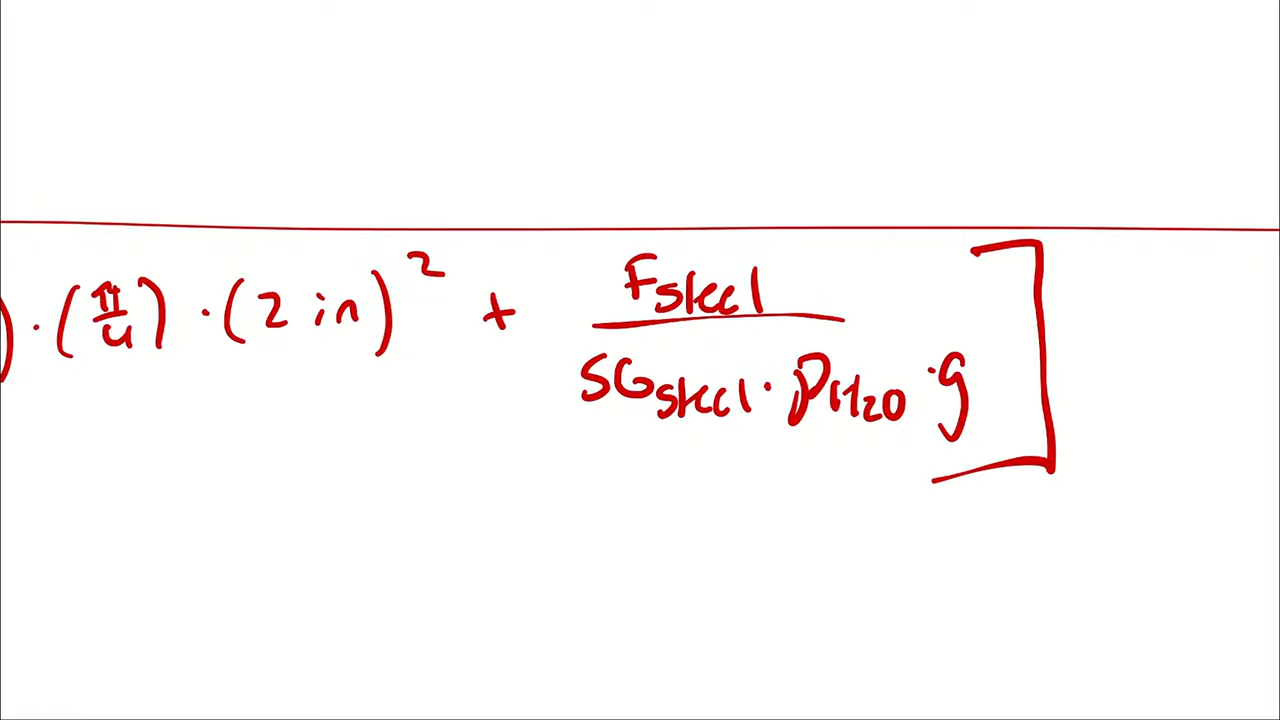 ) · (π/4) · (2 in)² + Fsteel / SGsteel · ρH2O · g ]